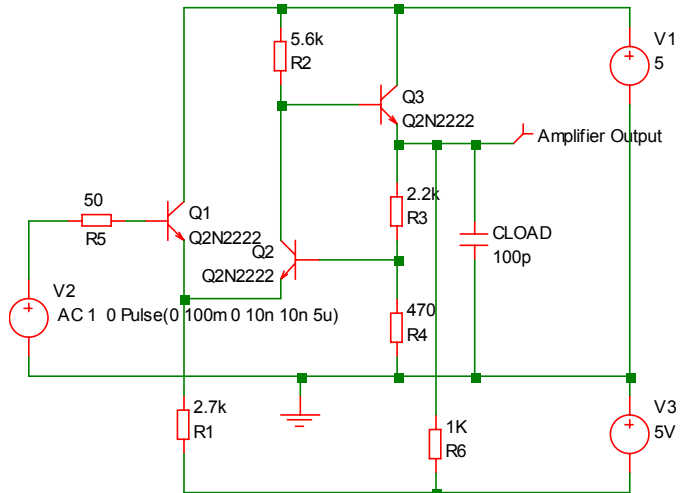 5.6k
R2
V1
5
Q3
Q2N2222
Amplifier Output
2.2k
R3
50
R5
Q1
Q2N2222
Q2
Q2N2222
CLOAD
100p
V2
AC 1 0 Pulse(0 100m 0 10n 10n 5u)
470
R4
2.7k
R1
1K
R6
V3
5V